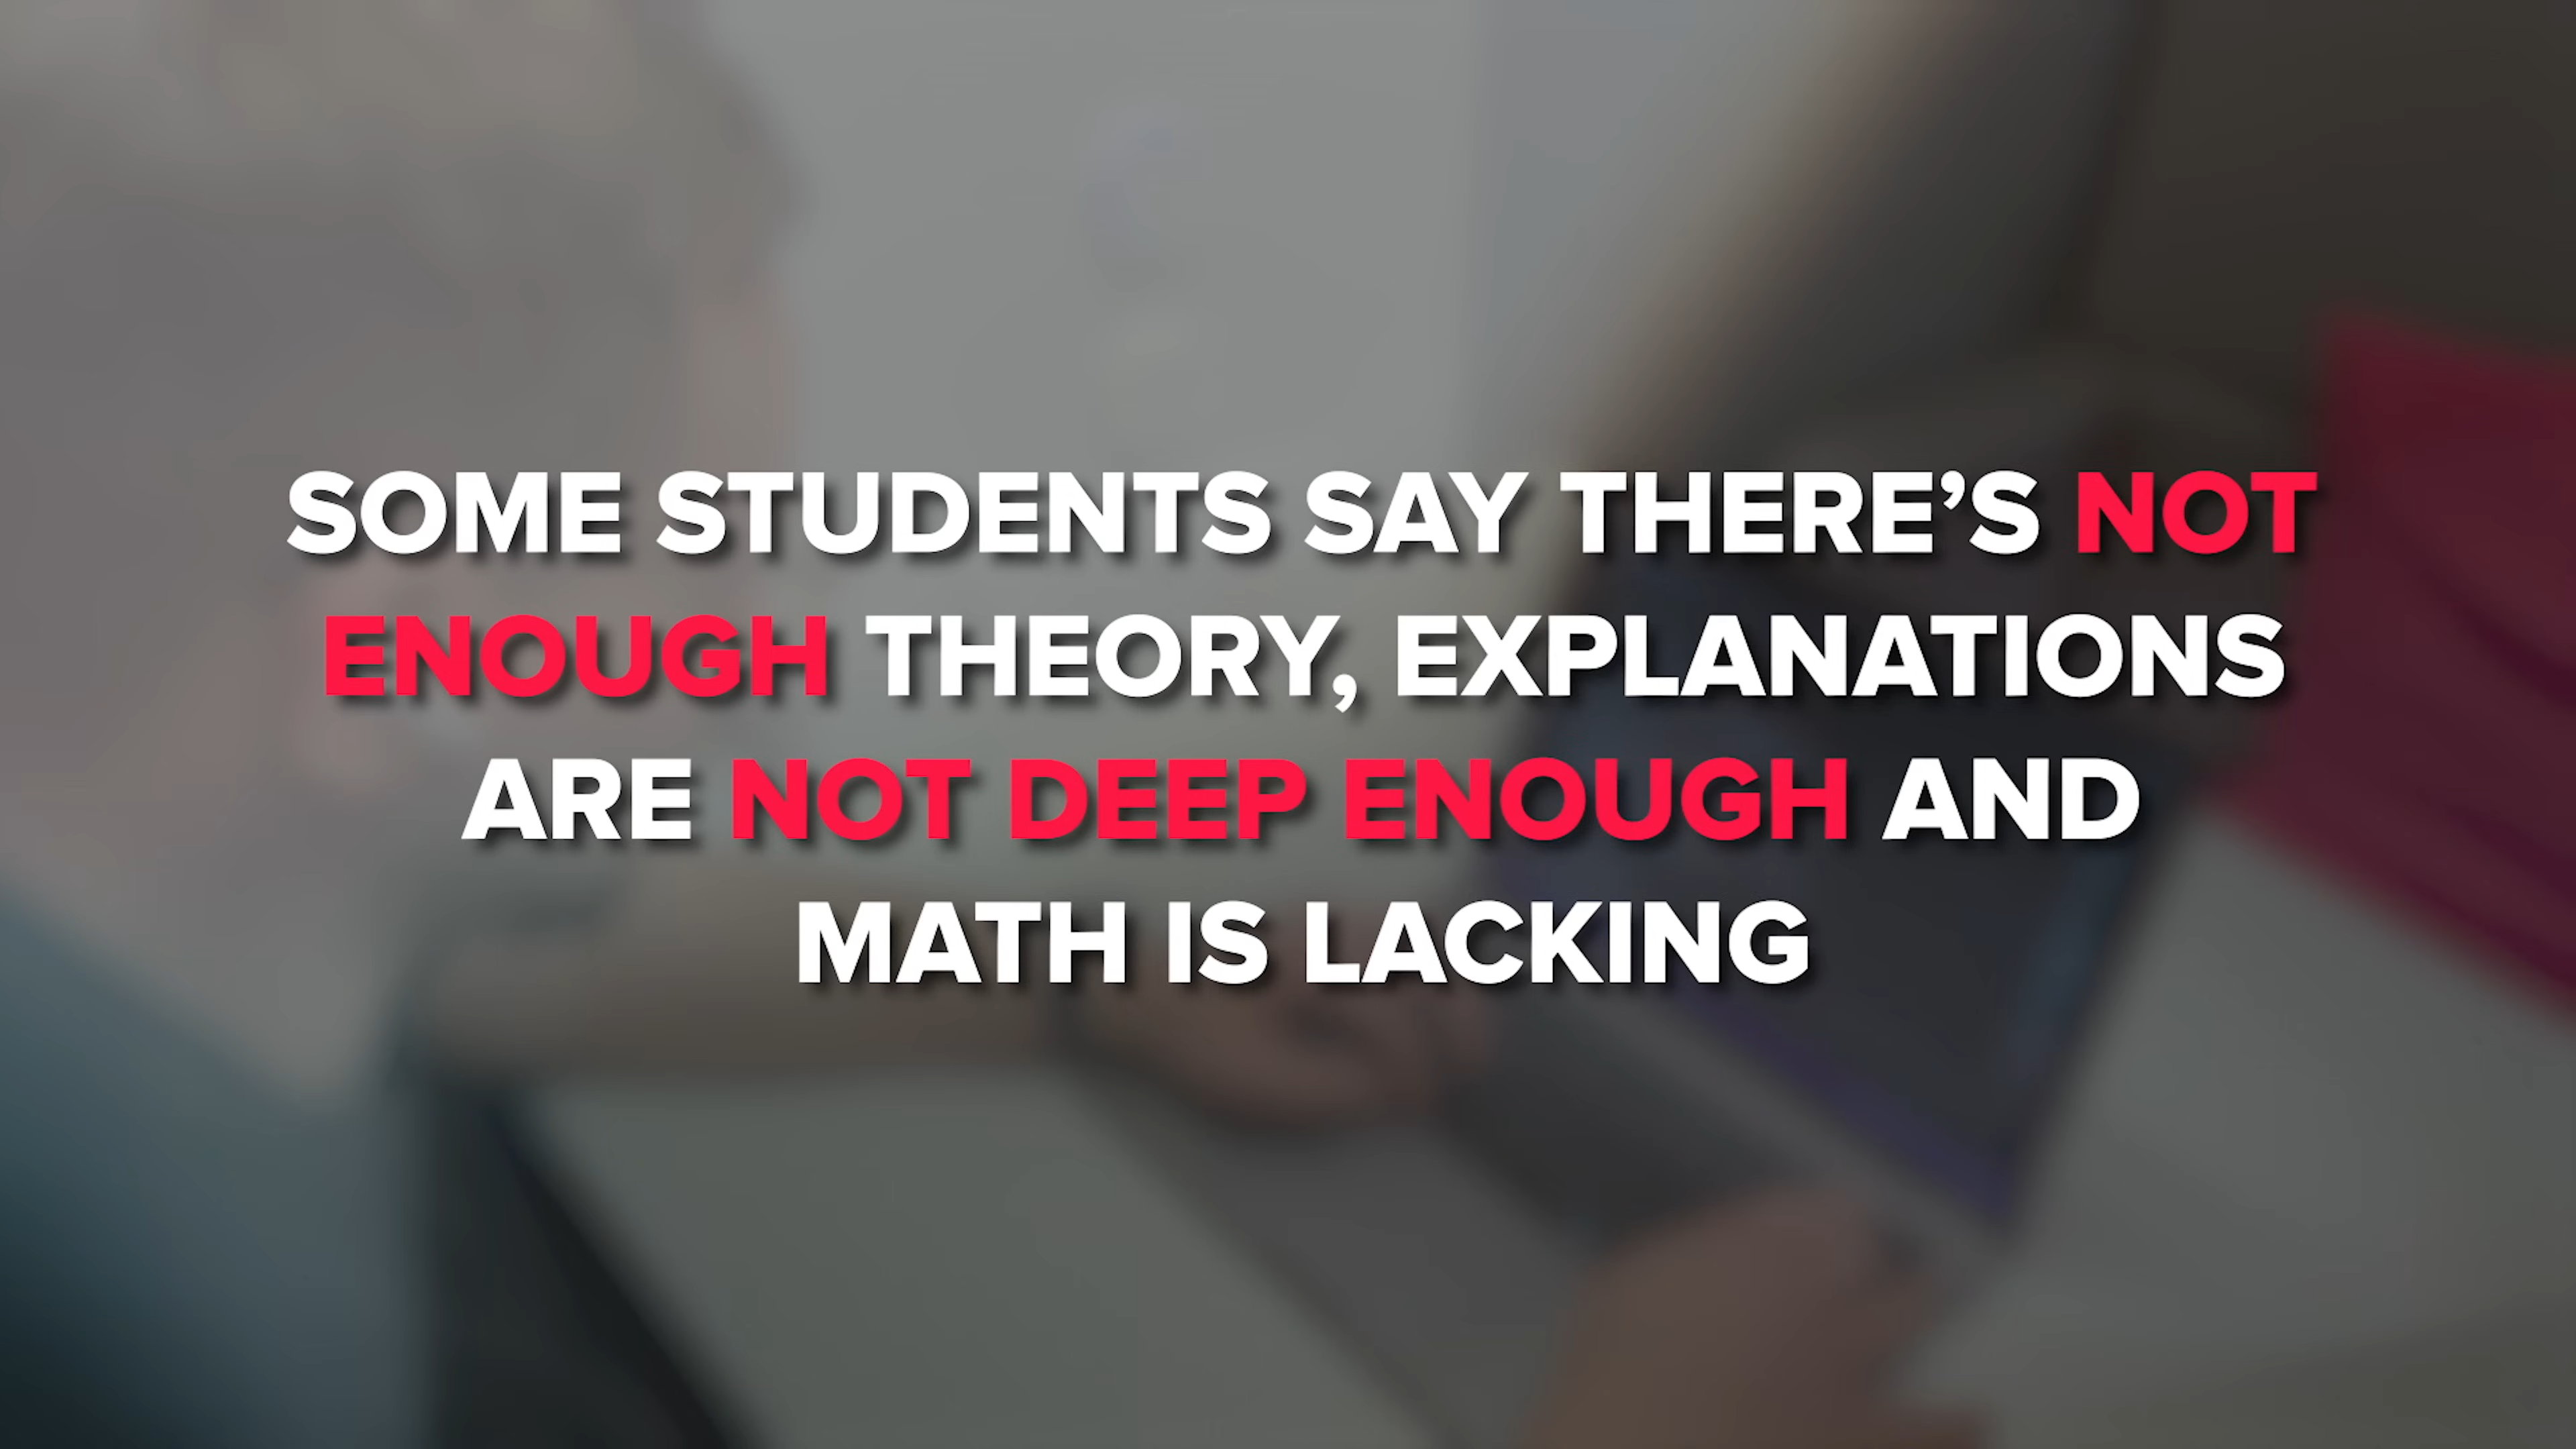 SOME STUDENTS SAY THERE’S NOT
ENOUGH THEORY, EXPLANATIONS
ARE NOT DEEP ENOUGH AND
MATH IS LACKING